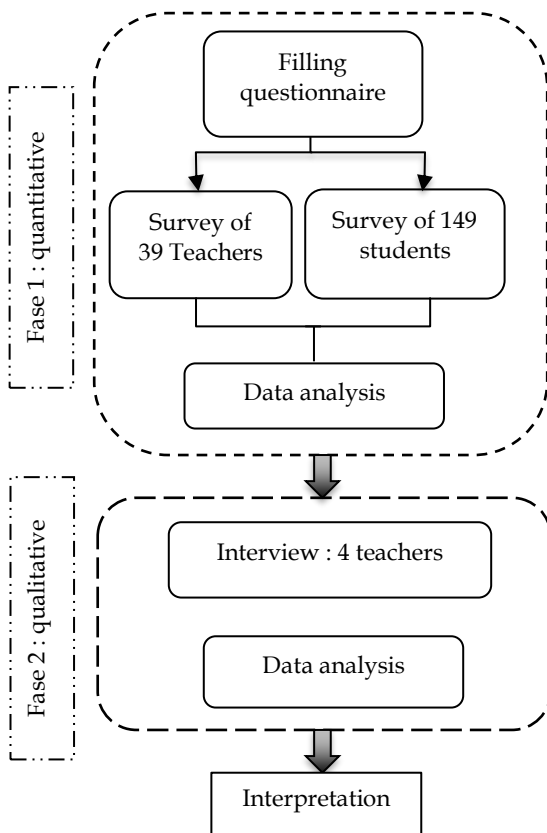 Fase 1 : quantitative
Filling
questionnaire
Survey of
39 Teachers
Survey of 149
students
Data analysis
Fase 2 : qualitative
Interview : 4 teachers
Data analysis
Interpretation